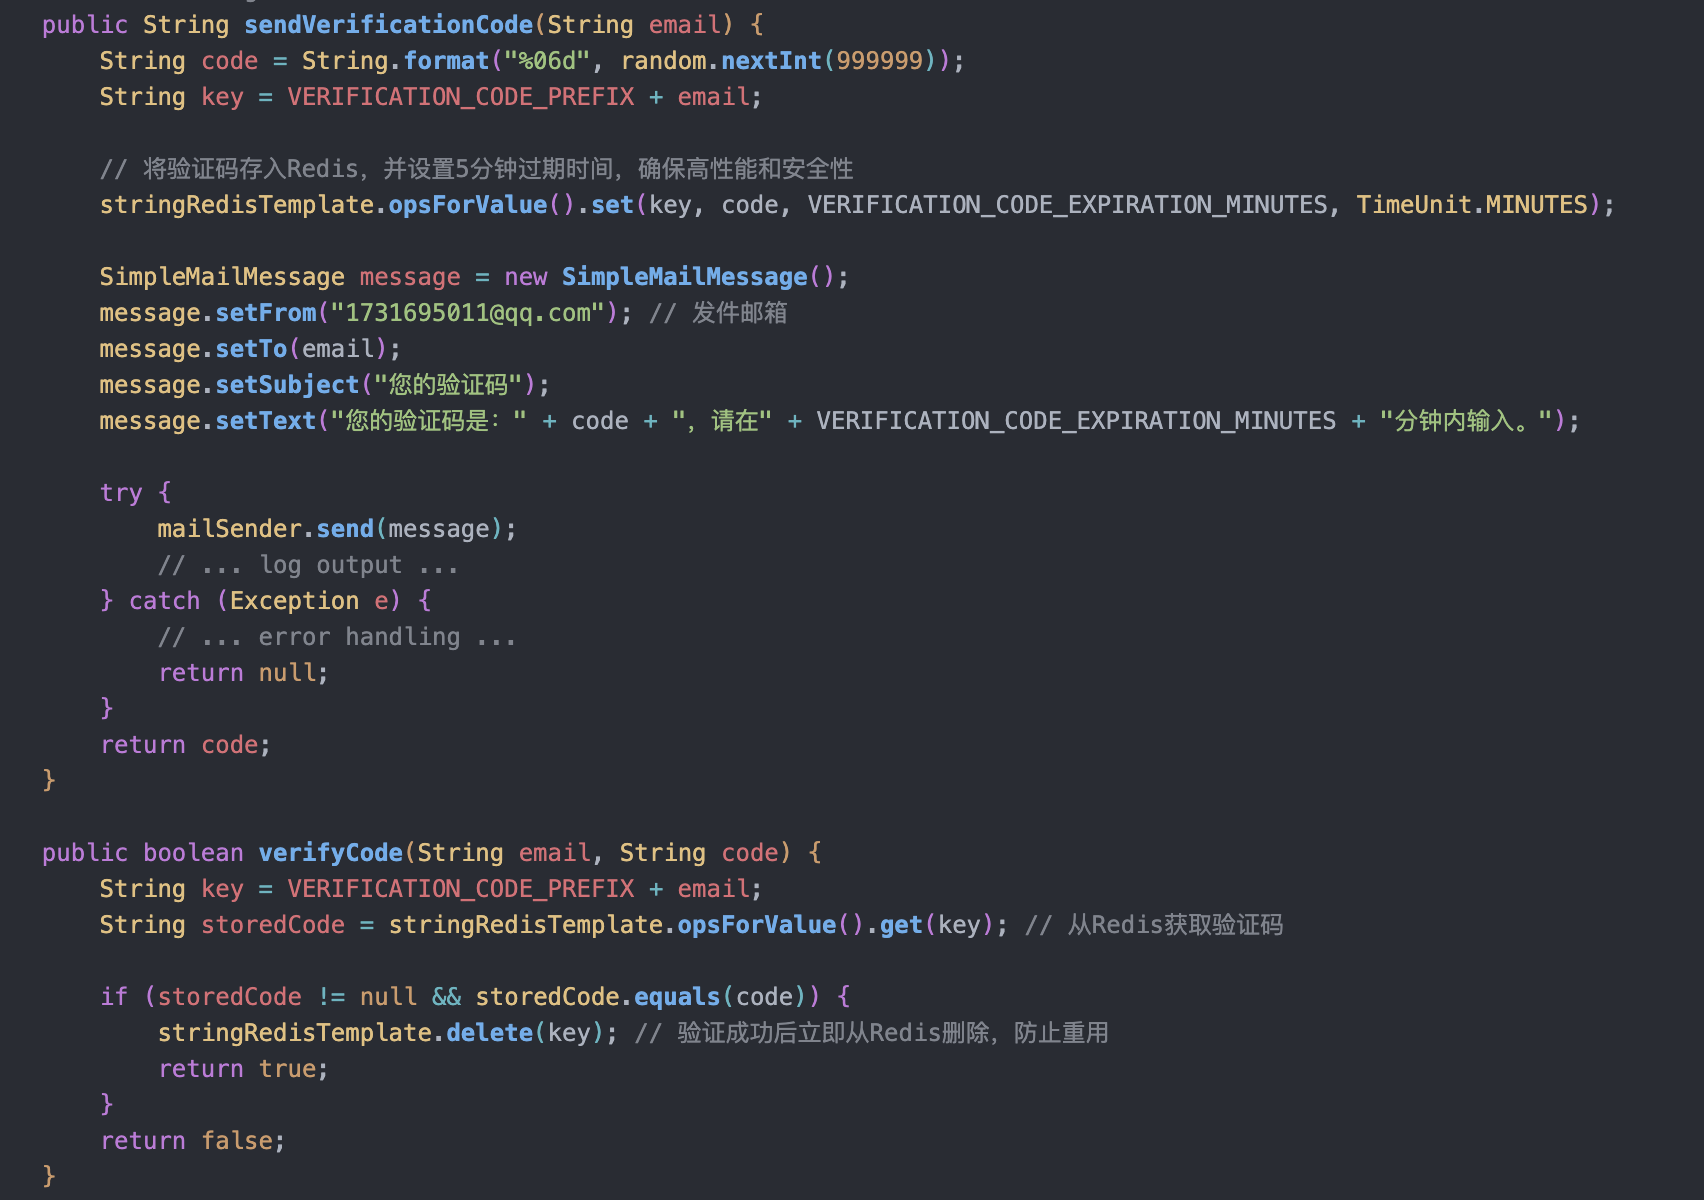 public String sendVerificationCode(String email) {
    String code = String.format("%06d", random.nextInt(999999));
    String key = VERIFICATION_CODE_PREFIX + email;

    // 将验证码存入Redis，并设置5分钟过期时间，确保高性能和安全性
    stringRedisTemplate.opsForValue().set(key, code, VERIFICATION_CODE_EXPIRATION_MINUTES, TimeUnit.MINUTES);

    SimpleMailMessage message = new SimpleMailMessage();
    message.setFrom("1731695011@qq.com"); // 发件邮箱
    message.setTo(email);
    message.setSubject("您的验证码");
    message.setText("您的验证码是：" + code + "，请在" + VERIFICATION_CODE_EXPIRATION_MINUTES + "分钟内输入。");

    try {
        mailSender.send(message);
        // ... log output ...
    } catch (Exception e) {
        // ... error handling ...
        return null;
    }
    return code;
}

public boolean verifyCode(String email, String code) {
    String key = VERIFICATION_CODE_PREFIX + email;
    String storedCode = stringRedisTemplate.opsForValue().get(key); // 从Redis获取验证码

    if (storedCode != null && storedCode.equals(code)) {
        stringRedisTemplate.delete(key); // 验证成功后立即从Redis删除，防止重用
        return true;
    }
    return false;
}